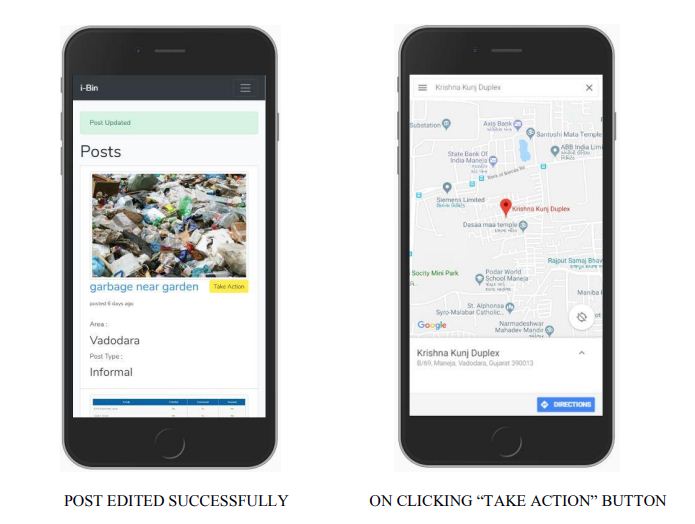 i-Bin
Post Updated
Posts
garbage near garden
Take Action
posted 6 days ago
Area :
Vadodara
Post Type :
Informal
POST EDITED SUCCESSFULLY
Krishna Kunj Duplex
Substation
Axis Bank
Santushi Mata Temple
State Bank Of
India Maneja
ABB India Lim
Siemens Limited
Krishna Kunj Duplex
Dasaa maa temple
Rajput Samaj Bhav
Socity Mini Park
Podar World
School Maneja
Maniba
St. Alphonsa
Syro-Malabar Catholic...
Narmadeshwar
Mahadev Mandir
Google
Krishna Kunj Duplex
B/69, Maneja, Vadodara, Gujarat 390013
DIRECTIONS
ON CLICKING “TAKE ACTION” BUTTON